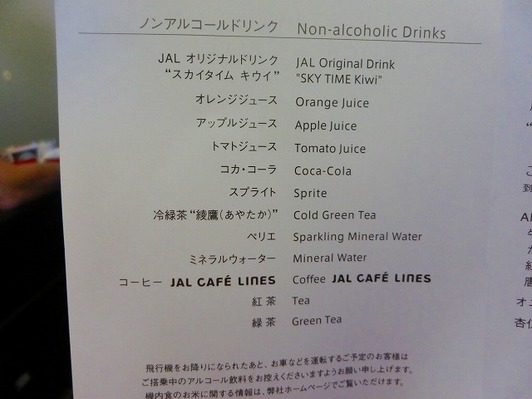 ノンアルコールドリンク Non-alcoholic Drinks
JAL オリジナルドリンク JAL Original Drink
“スカイタイム キウイ” "SKY TIME Kiwi"
オレンジジュース Orange Juice
アップルジュース Apple Juice
トマトジュース Tomato Juice
コカ・コーラ Coca-Cola
スプライト Sprite
冷緑茶“綾鷹(あやたか)” Cold Green Tea
ペリエ Sparkling Mineral Water
ミネラルウォーター Mineral Water
コーヒー JAL CAFÉ LINES Coffee JAL CAFÉ LINES
紅 茶 Tea
緑 茶 Green Tea
飛行機をお降りになられたあと、お車などを運転するご予定のお客様は
ご搭乗中のアルコール飲料をお控えくださいますようお願い申し上げます。
機内食のお米に関する情報は、弊社ホームページでご覧いただけます。